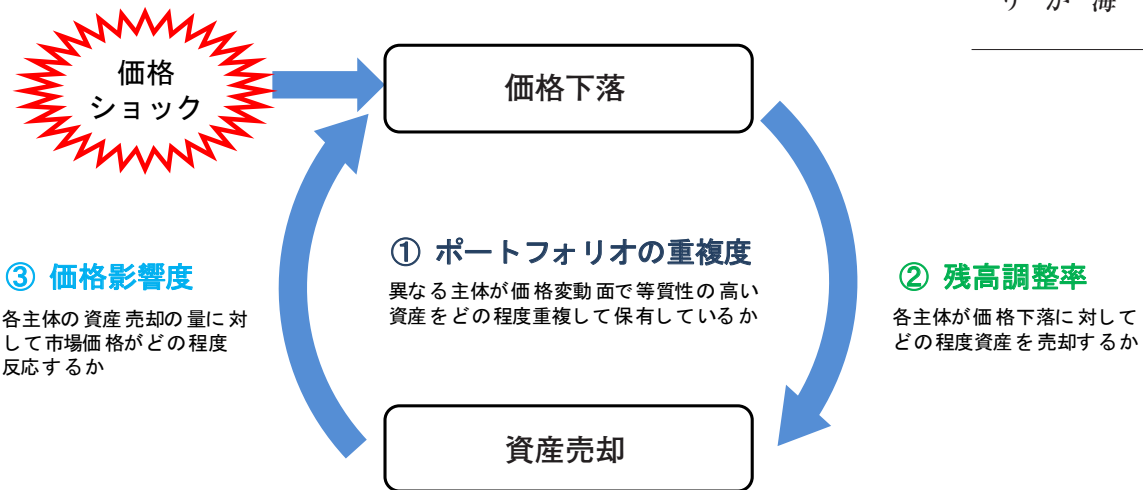 りが海
価格
ショック
価格下落
① ポートフォリオの重複度
異なる主体が価格変動面で等質性の高い
資産をどの程度重複して保有しているか
③ 価格影響度
各主体の資産売却の量に対
して市場価格がどの程度
反応するか
② 残高調整率
各主体が価格下落に対して
どの程度資産を売却するか
資産売却